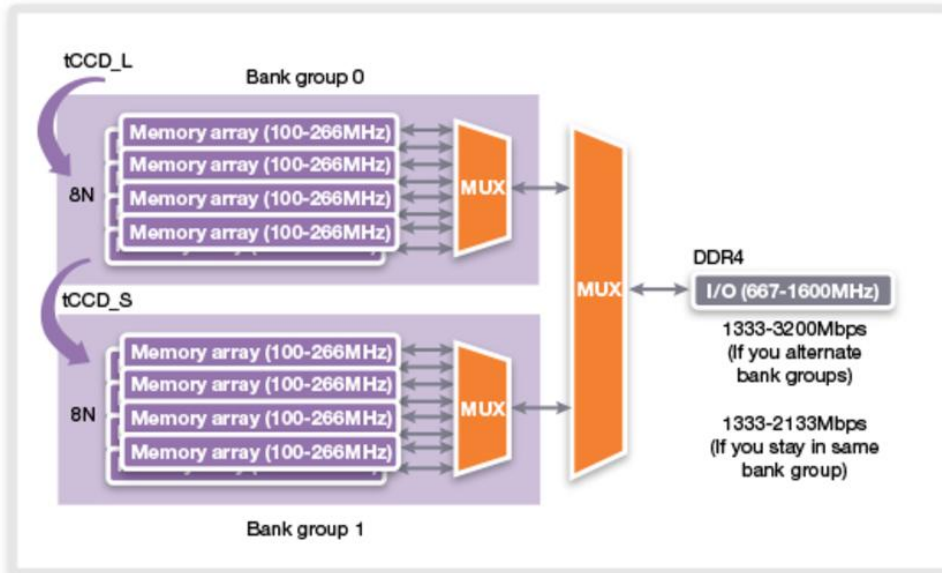 tCCD_L
Bank group 0
Memory array (100-266MHz)
Memory array (100-266MHz)
8N
Memory array (100-266MHz)
Memory array (100-266MHz)
MUX
tCCD_S
MUX
DDR4
I/O (667-1600MHz)
1333-3200Mbps
(If you alternate
bank groups)
1333-2133Mbps
(If you stay in same
bank group)
Memory array (100-266MHz)
Memory array (100-266MHz)
8N
Memory array (100-266MHz)
Memory array (100-266MHz)
MUX
Bank group 1